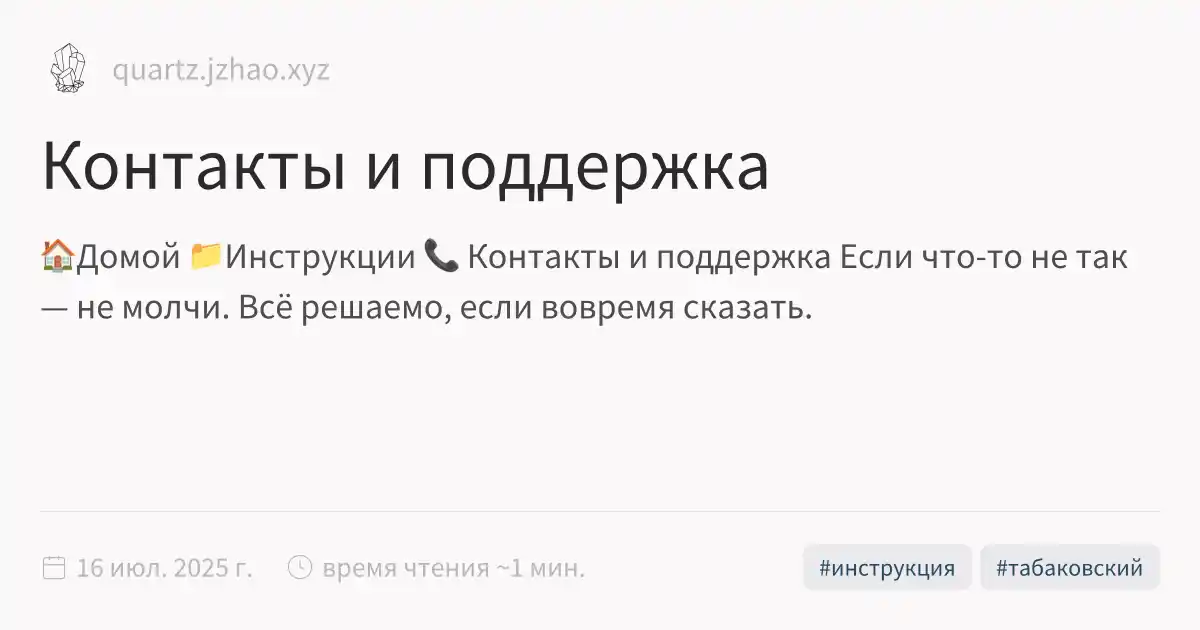 quartz.jzhao.xyz
Контакты и поддержка
🏠Домой 📁Инструкции 📞 Контакты и поддержка Если что-то не так
— не молчи. Всё решаемо, если вовремя сказать.
16 июл. 2025 г. время чтения ~1 мин. #инструкция #табаковский